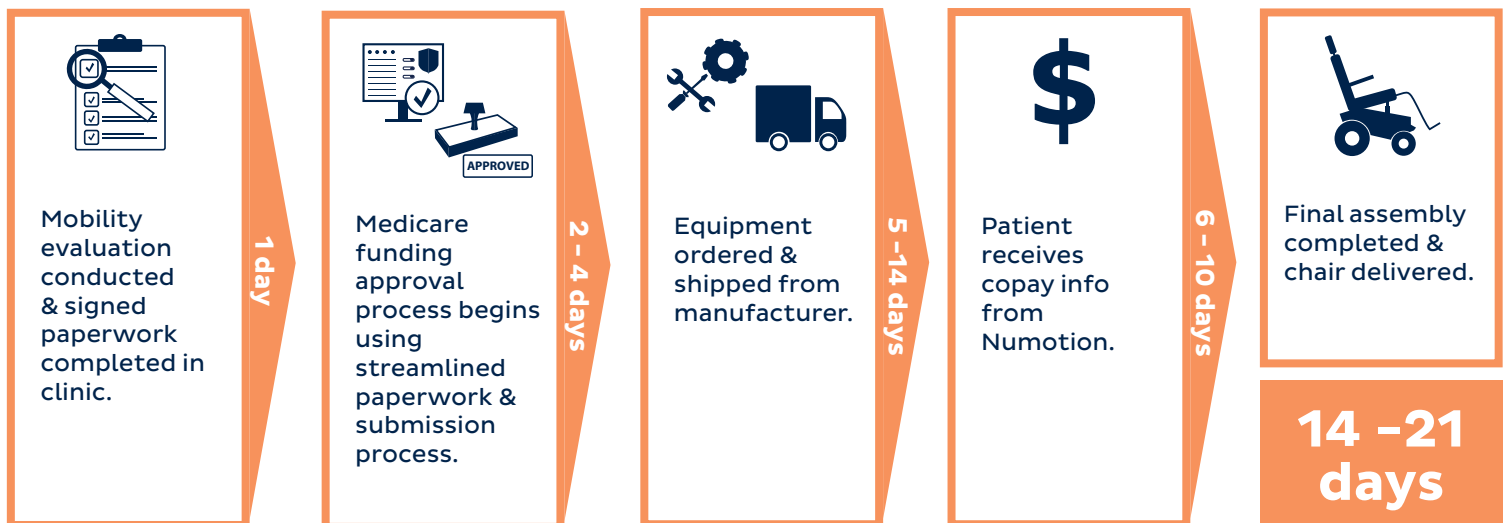 Mobility
evaluation
conducted
& signed
paperwork
completed in
clinic.
1 day
APPROVED
Medicare
funding
approval
process begins
using
streamlined
paperwork &
submission
process.
2 - 4 days
Equipment
ordered &
shipped from
manufacturer.
5 -14 days
$
Patient
receives
copay info
from
Numotion.
6 - 10 days
Final assembly
completed &
chair delivered.
14 -21
days